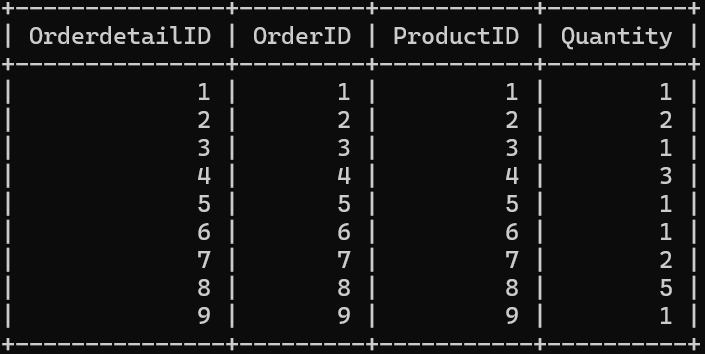 +---------------+---------+-----------+----------+
| OrderdetailID | OrderID | ProductID | Quantity |
+---------------+---------+-----------+----------+
|             1 |       1 |         1 |        1 |
|             2 |       2 |         2 |        2 |
|             3 |       3 |         3 |        1 |
|             4 |       4 |         4 |        3 |
|             5 |       5 |         5 |        1 |
|             6 |       6 |         6 |        1 |
|             7 |       7 |         7 |        2 |
|             8 |       8 |         8 |        5 |
|             9 |       9 |         9 |        1 |
+---------------+---------+-----------+----------+